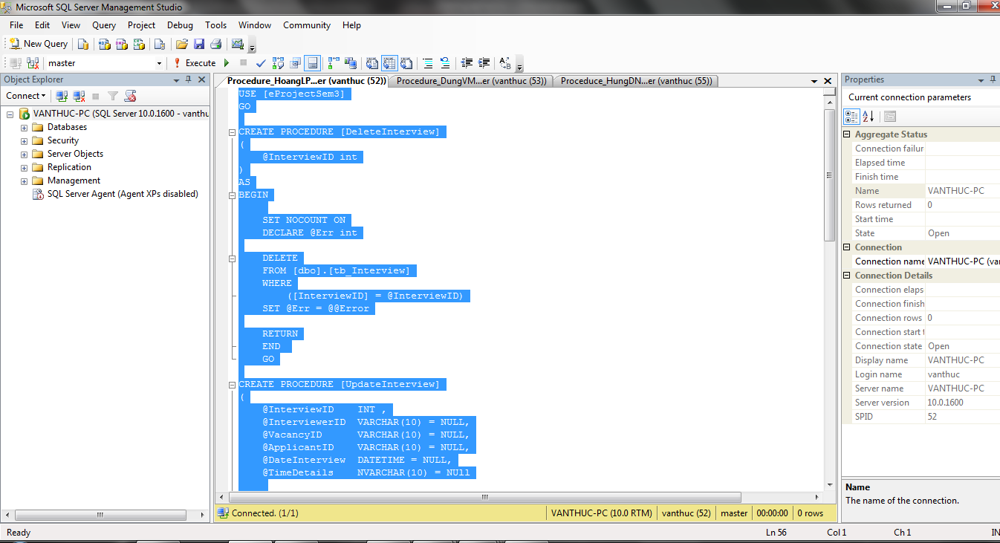 Microsoft SQL Server Management Studio
File Edit View Query Project Debug Tools Window Community Help
New Query
master Execute
Object Explorer
Connect
VANTHUC-PC (SQL Server 10.0.1600 - vanthu
Databases
Security
Server Objects
Replication
Management
SQL Server Agent (Agent XPs disabled)
Procedure_HoangLP...er (vanthuc (52)) Procedure_DungVM...er (vanthuc (53)) Proceduce_HungDN...er (vanthuc (55))
USE [eProjectSem3]
GO
CREATE PROCEDURE [DeleteInterview]
(
@InterviewID int
)
AS
BEGIN
SET NOCOUNT ON
DECLARE @Err int
DELETE
FROM [dbo].[tb_Interview]
WHERE
([InterviewID] = @InterviewID)
SET @Err = @@Error
RETURN
END
GO
CREATE PROCEDURE [UpdateInterview]
(
@InterviewID INT ,
@InterviewerID VARCHAR(10) = NULL,
@VacancyID VARCHAR(10) = NULL,
@ApplicantID VARCHAR(10) = NULL,
@DateInterview DATETIME = NULL,
@TimeDetails NVARCHAR(10) = NUll
Connected. (1/1) VANTHUC-PC (10.0 RTM) vanthuc (52) master 00:00:00 0 rows
Properties
Current connection parameters
Aggregate Status
Connection failur
Elapsed time
Finish time
Name VANTHUC-PC
Rows returned 0
Start time
State Open
Connection
Connection name VANTHUC-PC (va
Connection Details
Connection elaps
Connection finish
Connection rows 0
Connection start t
Connection state Open
Display name VANTHUC-PC
Login name vanthuc
Server name VANTHUC-PC
Server version 10.0.1600
SPID 52
Name
The name of the connection.
Ready Ln 56 Col 1 Ch 1 IN